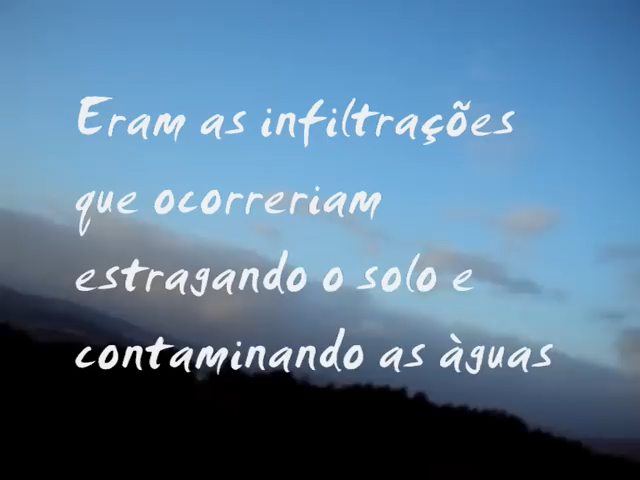 Eram as infiltrações
que ocorreriam
estragando o solo e
contaminando as àguas